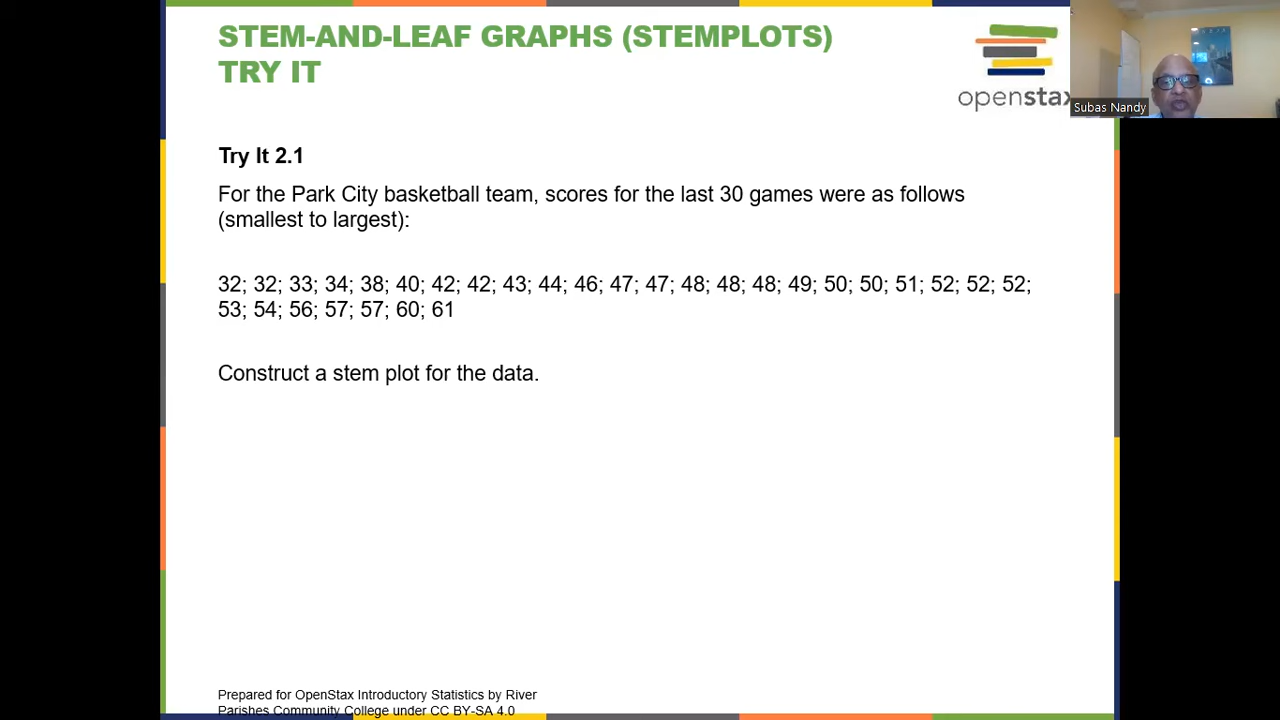 STEM-AND-LEAF GRAPHS (STEMPLOTS)
TRY IT
openstax
Subas Nandy
Try It 2.1
For the Park City basketball team, scores for the last 30 games were as follows
(smallest to largest):
32; 32; 33; 34; 38; 40; 42; 42; 43; 44; 46; 47; 47; 48; 48; 48; 49; 50; 50; 51; 52; 52; 52;
53; 54; 56; 57; 57; 60; 61
Construct a stem plot for the data.
Prepared for OpenStax Introductory Statistics by River
Parishes Community College under CC BY-SA 4.0